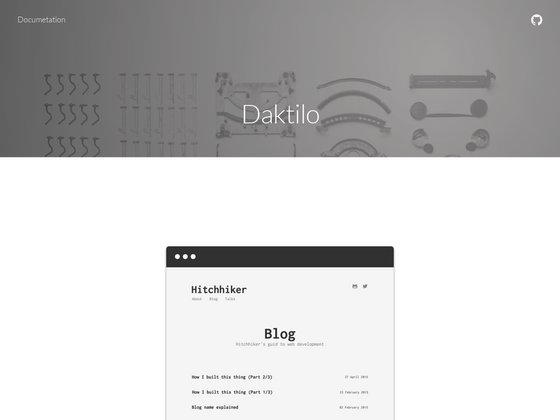 Documetation
Daktilo
Hitchhiker
About Blog Talks
Blog
Hitchhiker's guid to web development
How I built this thing (Part 2/3) 27 April 2015
How I built this thing (Part 1/3) 15 February 2015
Blog name explained 02 February 2015